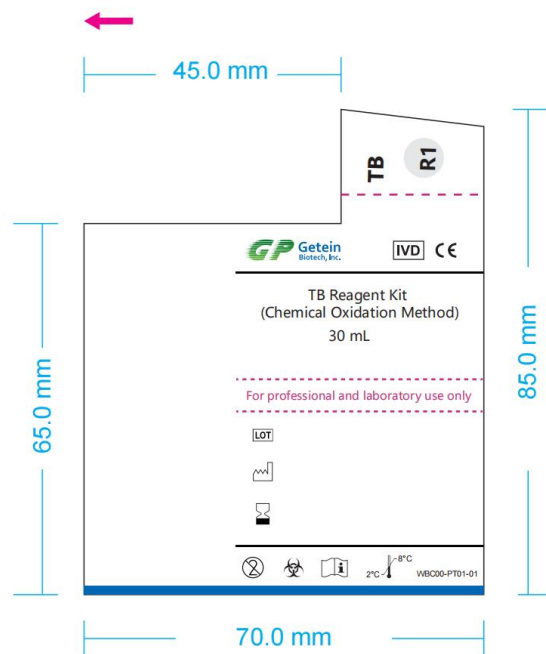 45.0 mm
TB R1
GP Getein
Biotech, Inc.
IVD CE
TB Reagent Kit
(Chemical Oxidation Method)
30 mL
For professional and laboratory use only
LOT
65.0 mm
85.0 mm
2
i
2°C 8°C
WBC00-PT01-01
70.0 mm